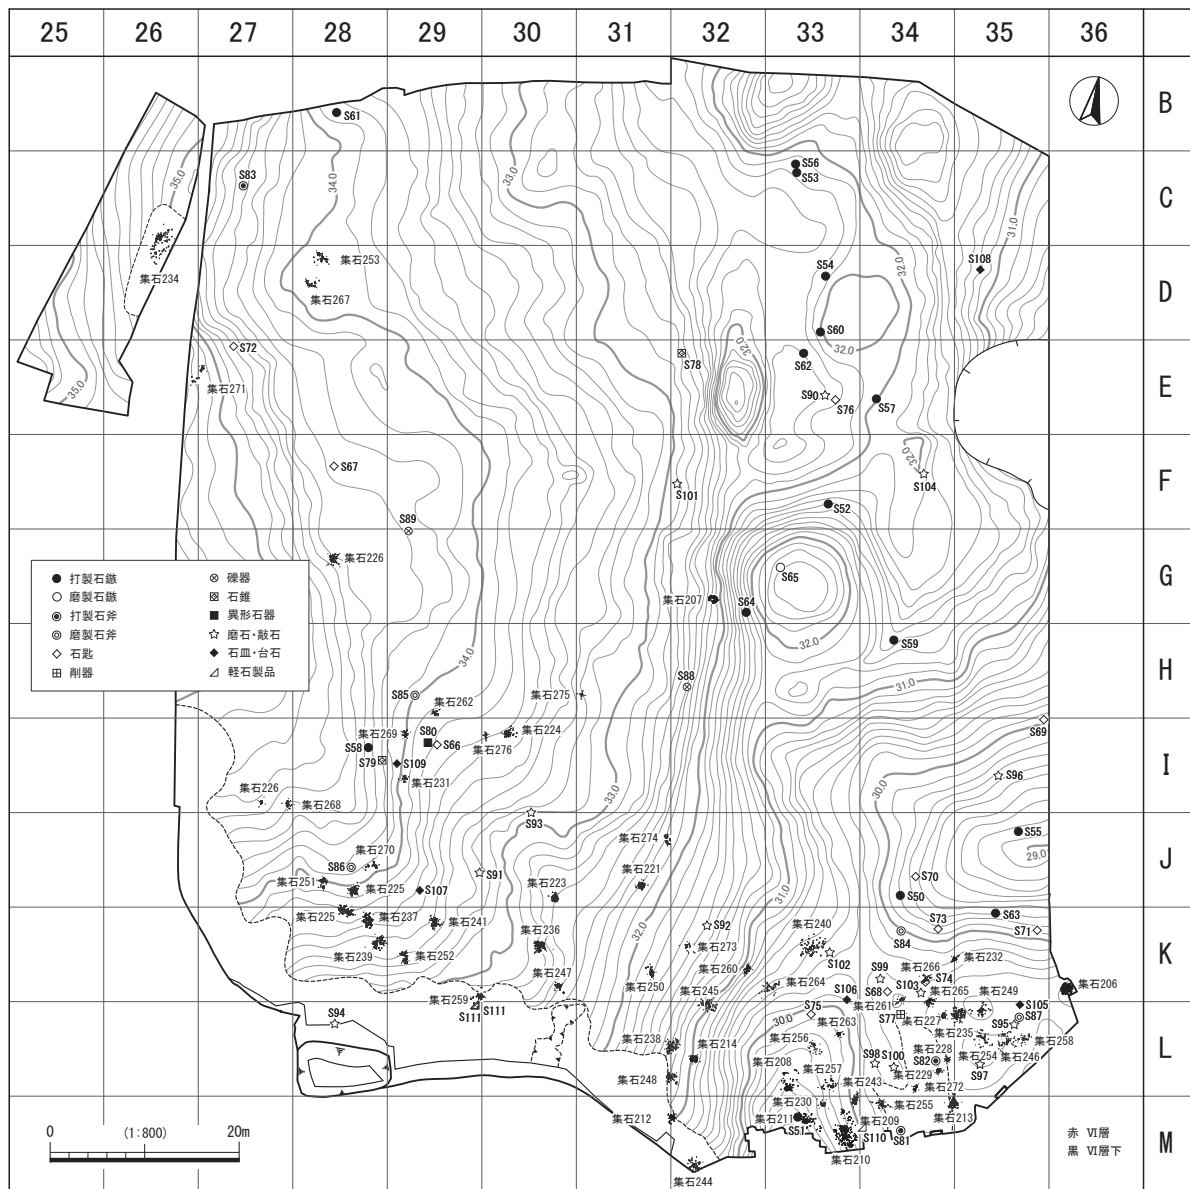 25 26 27 28 29 30 31 32 33 34 35 36
B
S61
S56
S83
S53
35.0
34.0
33.0
C
31.0
32.0
集石253
S108
集石234
S54
集石267
D
S60
32.0
32.0
S72
S78
S62
集石271
S90
S76
S57
E
35.0
S67
32.0
S101
S104
F
S89
S52
集石226
S65
G
集石207
S64
打製石鏃
磨製石鏃
打製石斧
磨製石斧
石匙
削器
礫器
石錐
異形石器
磨石・敲石
石皿・台石
軽石製品
32.0
S59
34.0
31.0
H
S85
集石275
S88
集石262
S69
集石269
S80
集石224
S58
S66
集石276
S79
S109
I
S96
集石231
30.0
33.0
集石226
集石268
S93
S55
集石274
集石270
29.0
S86
S91
集石221
S70
J
集石251
集石225
S107
集石223
31.0
S50
集石225
集石237
集石241
集石236
S92
集石240
S73
S63
32.0
S84
S71
集石239
集石252
集石273
S102
K
集石266
集石232
集石260
S99
S74
集石250
集石264
S103
集石247
S106
S68
集石265
集石249
集石206
集石259
集石245
集石261
S105
S111
S111
S75
S77
S87
30.0
集石227
S94
集石263
S95
集石238
集石214
集石256
集石235
集石258
L
集石228
集石254
集石246
集石208
集石257
S98
S100
S82
集石248
集石229
S97
集石243
集石272
集石230
集石255
集石212
集石211
集石209
集石213
S51
S110
S81
M
集石210
集石244
0
(1:800)
20m
赤 Ⅵ層
黒 Ⅵ層下